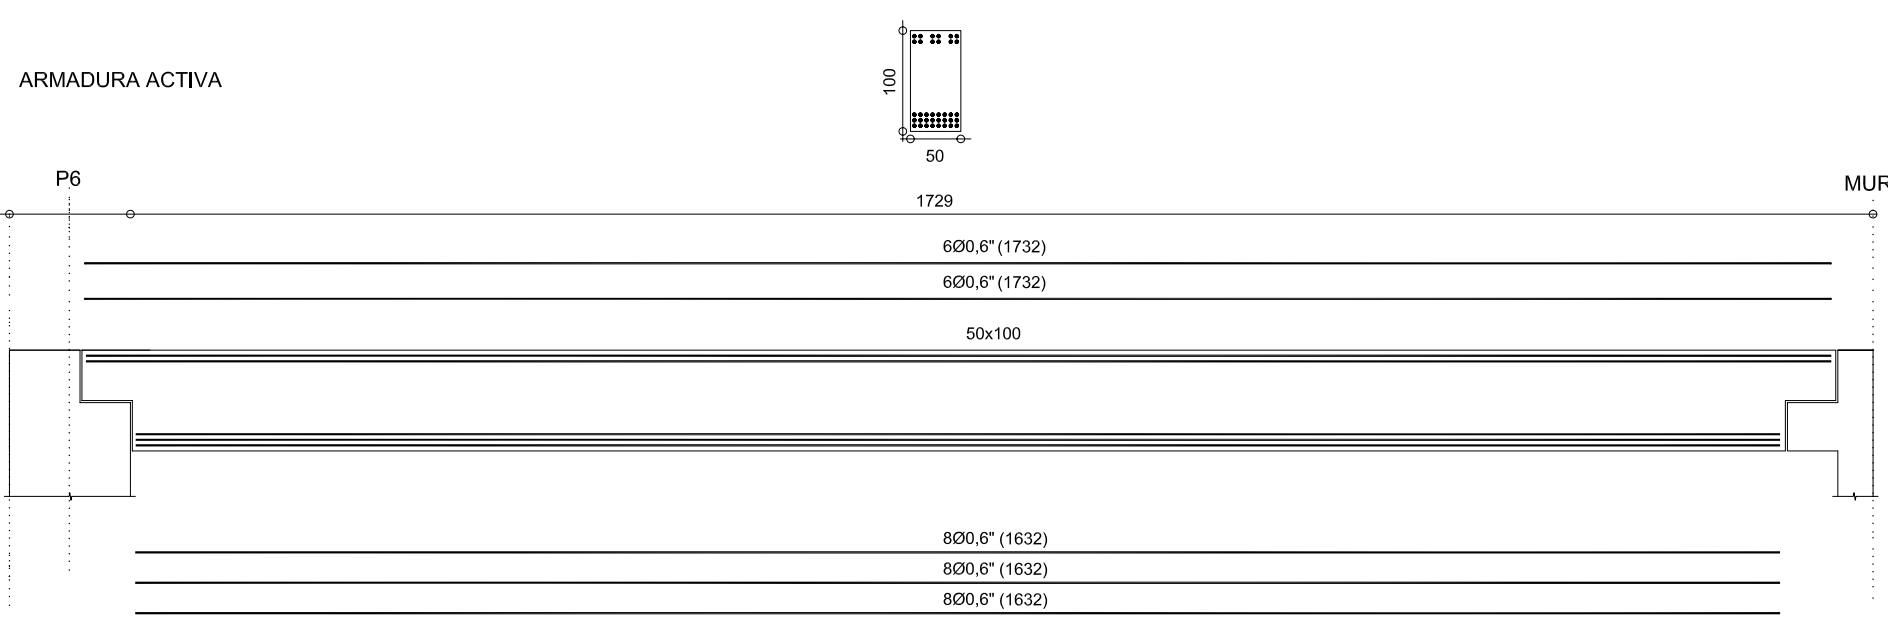 100
ARMADURA ACTIVA
50
P6
MUR
1729
6Ø0,6" (1732)
6Ø0,6" (1732)
50x100
8Ø0,6" (1632)
8Ø0,6" (1632)
8Ø0,6" (1632)